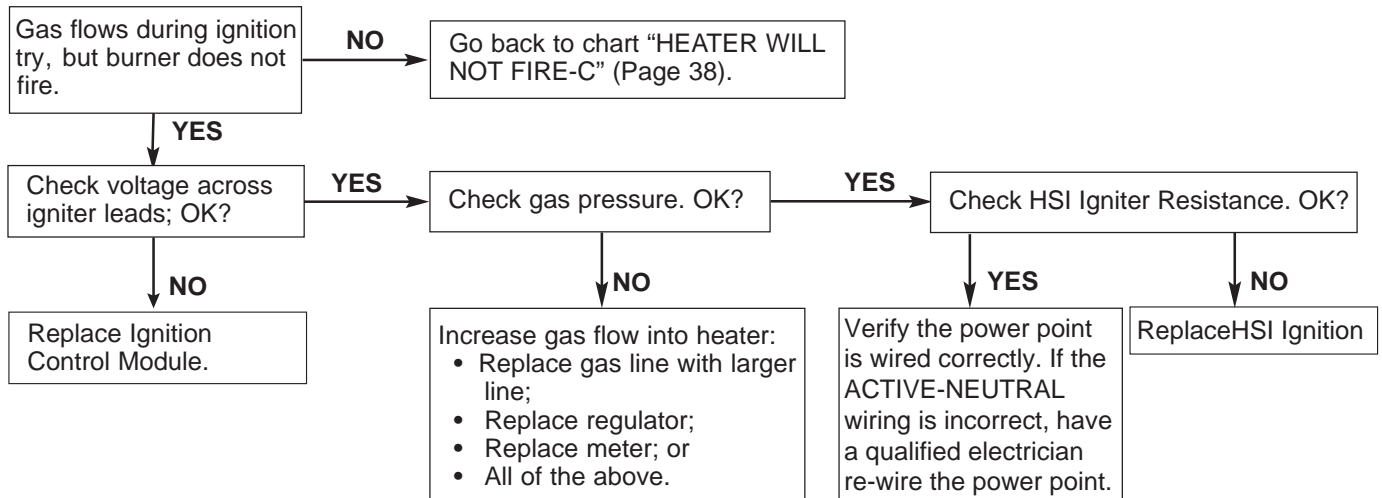 Gas flows during ignition
try, but burner does not
fire.
NO
Go back to chart “HEATER WILL
NOT FIRE-C” (Page 38).
YES
Check voltage across
igniter leads; OK?
YES
Check gas pressure. OK?
YES
Check HSI Igniter Resistance. OK?
NO
Replace Ignition
Control Module.
NO
Increase gas flow into heater:
• Replace gas line with larger
line;
• Replace regulator;
• Replace meter; or
• All of the above.
YES
Verify the power point
is wired correctly. If the
ACTIVE-NEUTRAL
wiring is incorrect, have
a qualified electrician
re-wire the power point.
NO
ReplaceHSI Ignition